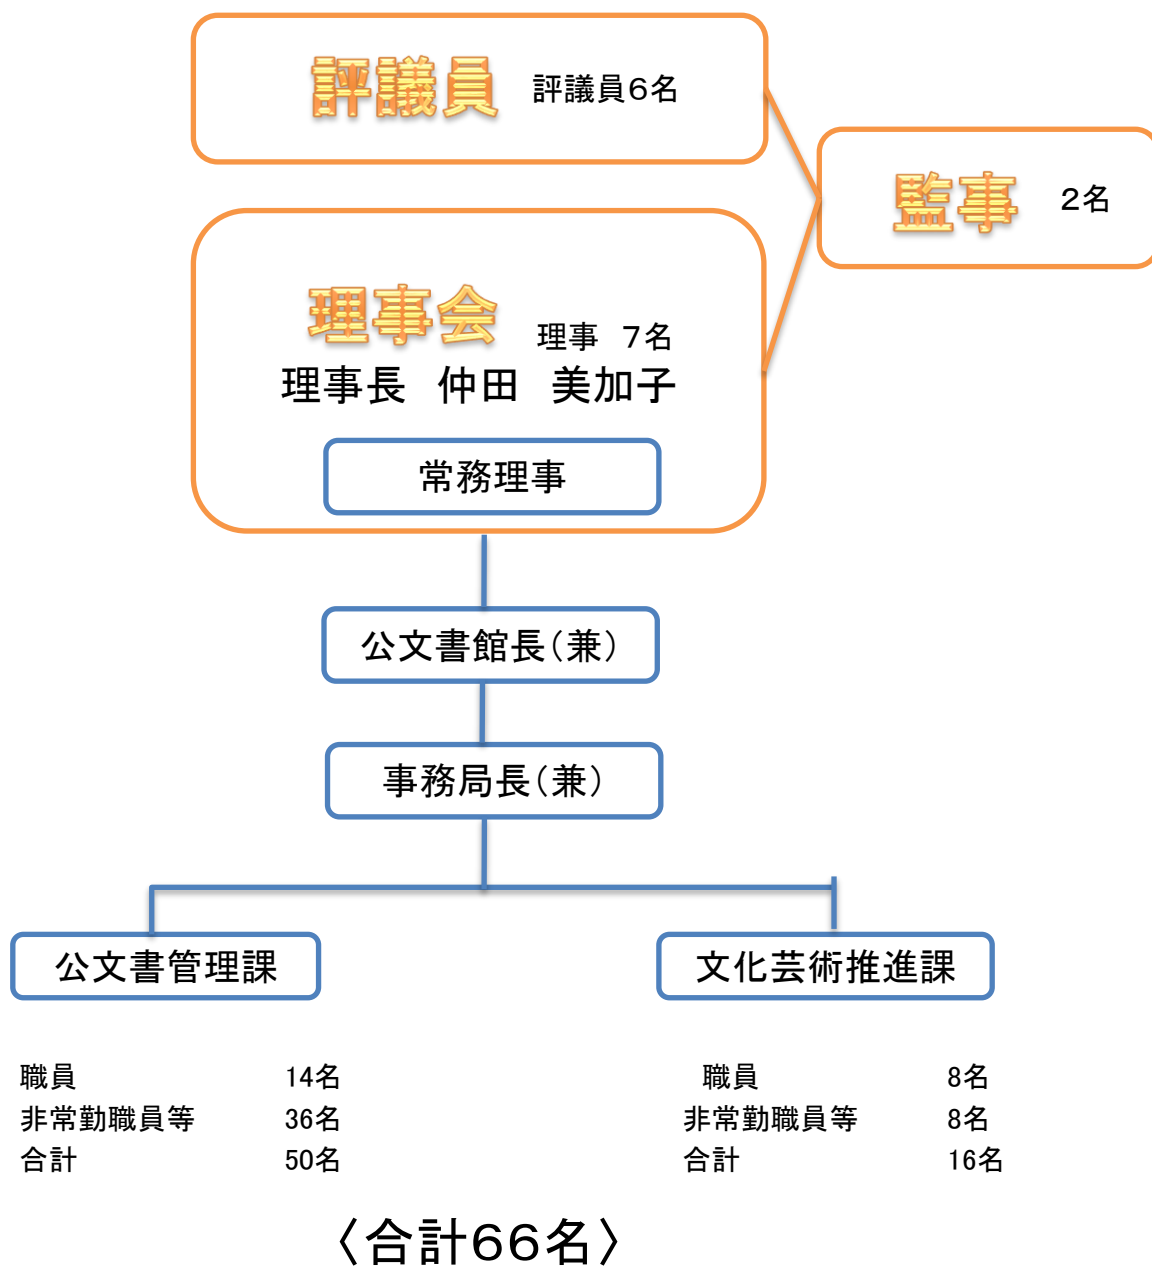 評議員 評議員6名
監事 2名
理事会 理事 7名
理事長 仲田 美加子
常務理事
公文書館長（兼）
事務局長（兼）
公文書管理課
職員 14名
非常勤職員等 36名
合計 50名
文化芸術推進課
職員 8名
非常勤職員等 8名
合計 16名
〈合計66名〉